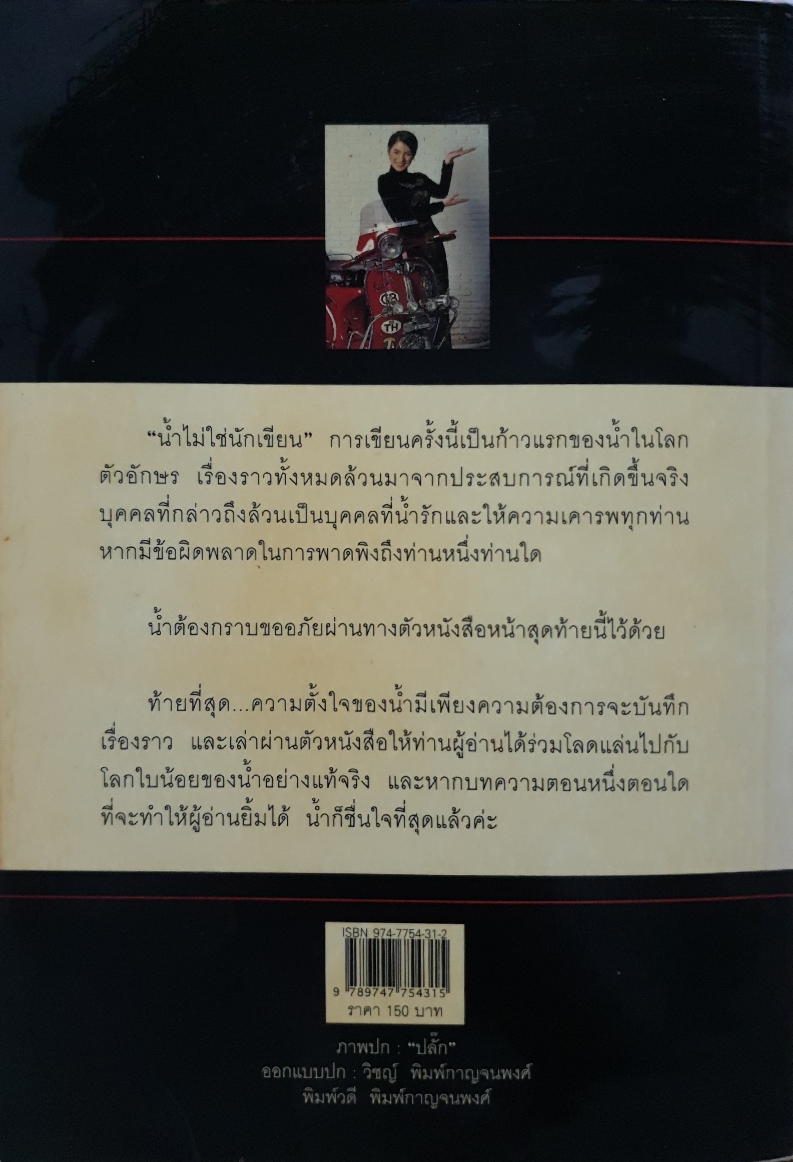 GB
TH
“น้ำไม่ใช่นักเขียน” การเขียนครั้งนี้เป็นก้าวแรกของน้ำในโลก
ตัวอักษร เรื่องราวทั้งหมดล้วนมาจากประสบการณ์ที่เกิดขึ้นจริง
บุคคลที่กล่าวถึงล้วนเป็นบุคคลที่น้ำรักและให้ความเคารพทุกท่าน
หากมีข้อผิดพลาดในการพาดพิงถึงท่านหนึ่งท่านใด
น้ำต้องกราบขออภัยผ่านทางตัวหนังสือหน้าสุดท้ายนี้ไว้ด้วย
ท้ายที่สุด...ความตั้งใจของน้ำมีเพียงความต้องการจะบันทึก
เรื่องราว และเล่าผ่านตัวหนังสือให้ท่านผู้อ่านได้ร่วมโลดแล่นไปกับ
โลกใบน้อยของน้ำอย่างแท้จริง และหากบทความตอนหนึ่งตอนใด
ที่จะทำให้ผู้อ่านยิ้มได้ น้ำก็ชื่นใจที่สุดแล้วค่ะ
ISBN 974-7754-31-2
9 789747 754315
ราคา 150 บาท
ภาพปก : “ปลั๊ก”
ออกแบบปก : วิชญ์ พิมพ์กาญจนพงศ์
พิมพ์วดี พิมพ์กาญจนพงศ์